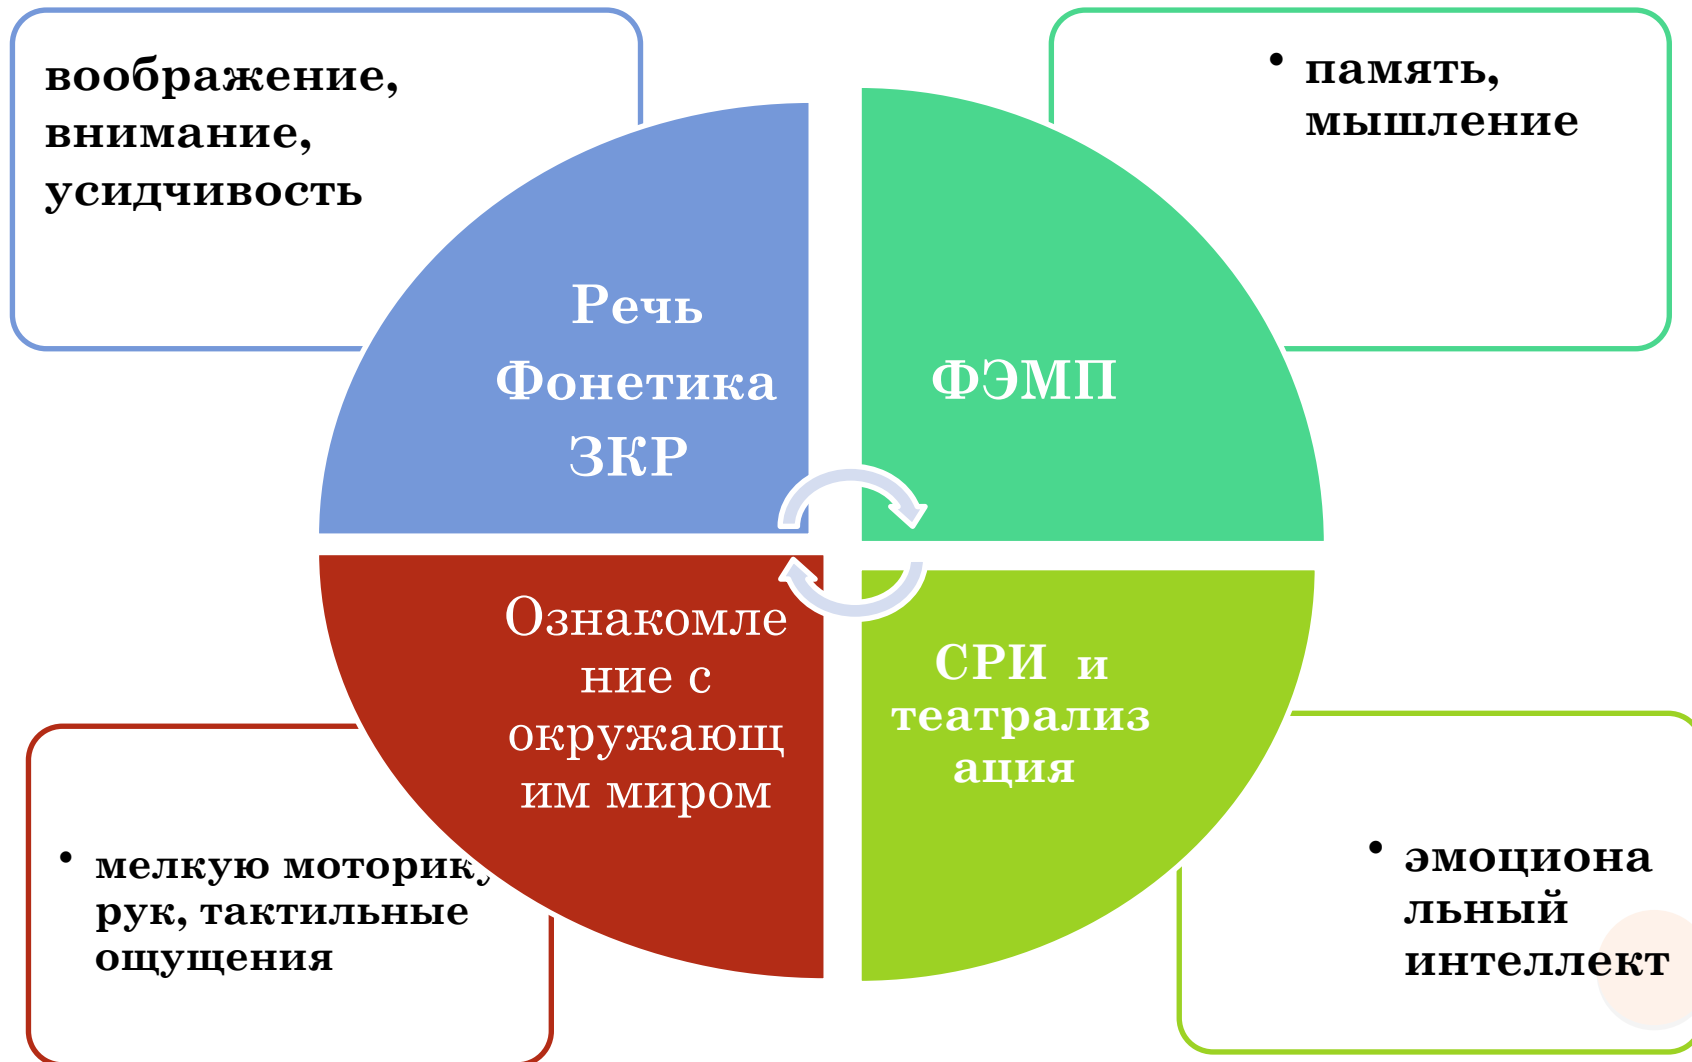 воображение,
внимание,
усидчивость
• память,
мышление
Речь
Фонетика
ЗКР
ФЭМП
Ознакомле
ние с
окружающ
им миром
СРИ и
театрализ
ация
• мелкую моторику
рук, тактильные
ощущения
• эмоциона
льный
интеллект